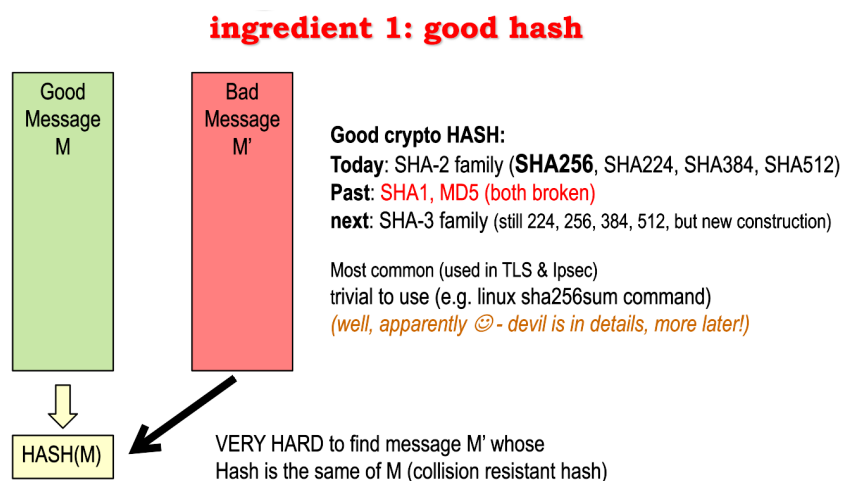 ingredient 1: good hash
Good
Message
M
Bad
Message
M’
Good crypto HASH:
Today: SHA-2 family (SHA256, SHA224, SHA384, SHA512)
Past: SHA1, MD5 (both broken)
next: SHA-3 family (still 224, 256, 384, 512, but new construction)
Most common (used in TLS & Ipsec)
trivial to use (e.g. linux sha256sum command)
(well, apparently ☺ - devil is in details, more later!)
HASH(M)
VERY HARD to find message M’ whose
Hash is the same of M (collision resistant hash)